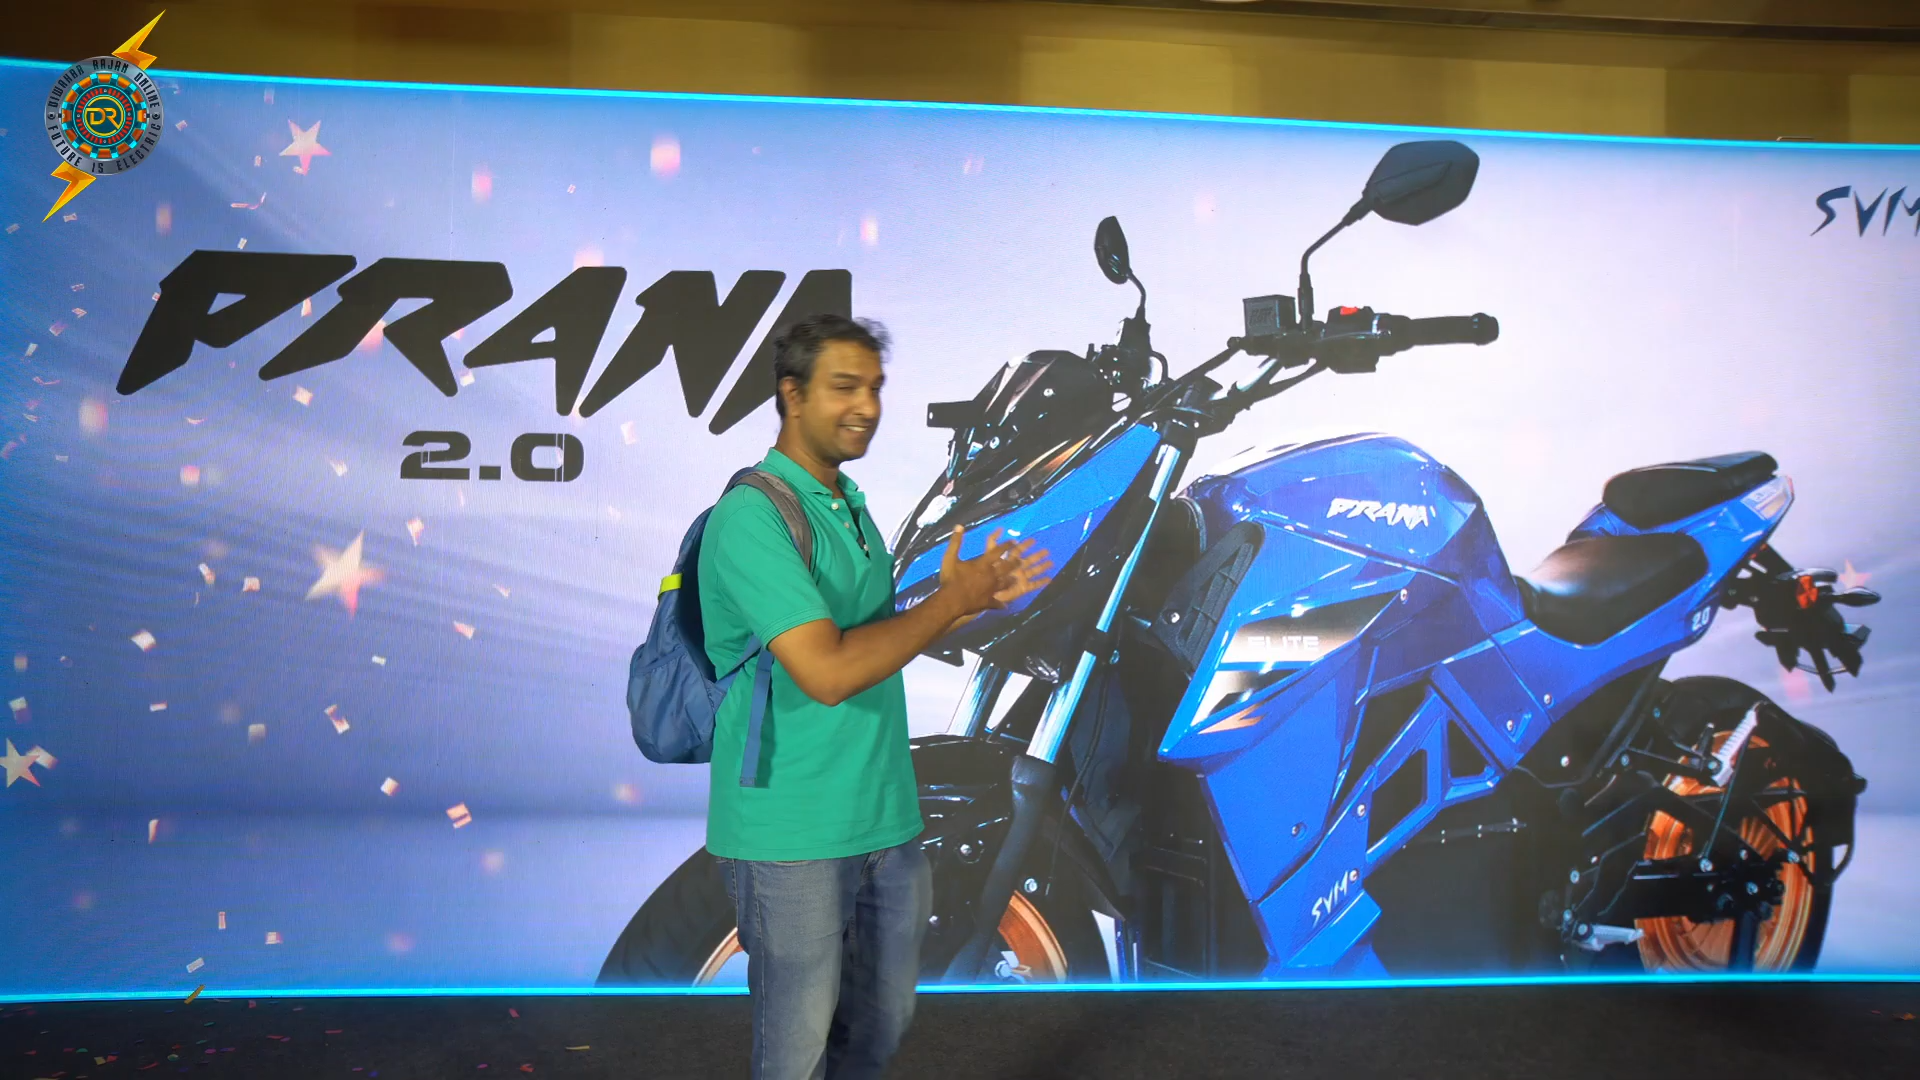 DIWAKAR RAJAN ONLINE
DR
FUTURE IS ELECTRIC
SVM
PRANA
2.0
PRANA
ELITE
2.0
SVM